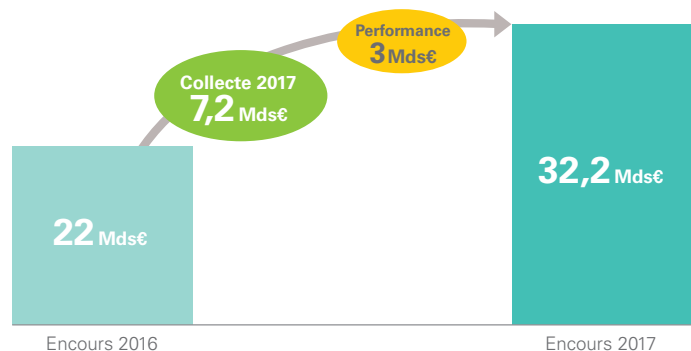 Performance
3 Mds€
Collecte 2017
7,2 Mds€
32,2 Mds€
22 Mds€
Encours 2016
Encours 2017